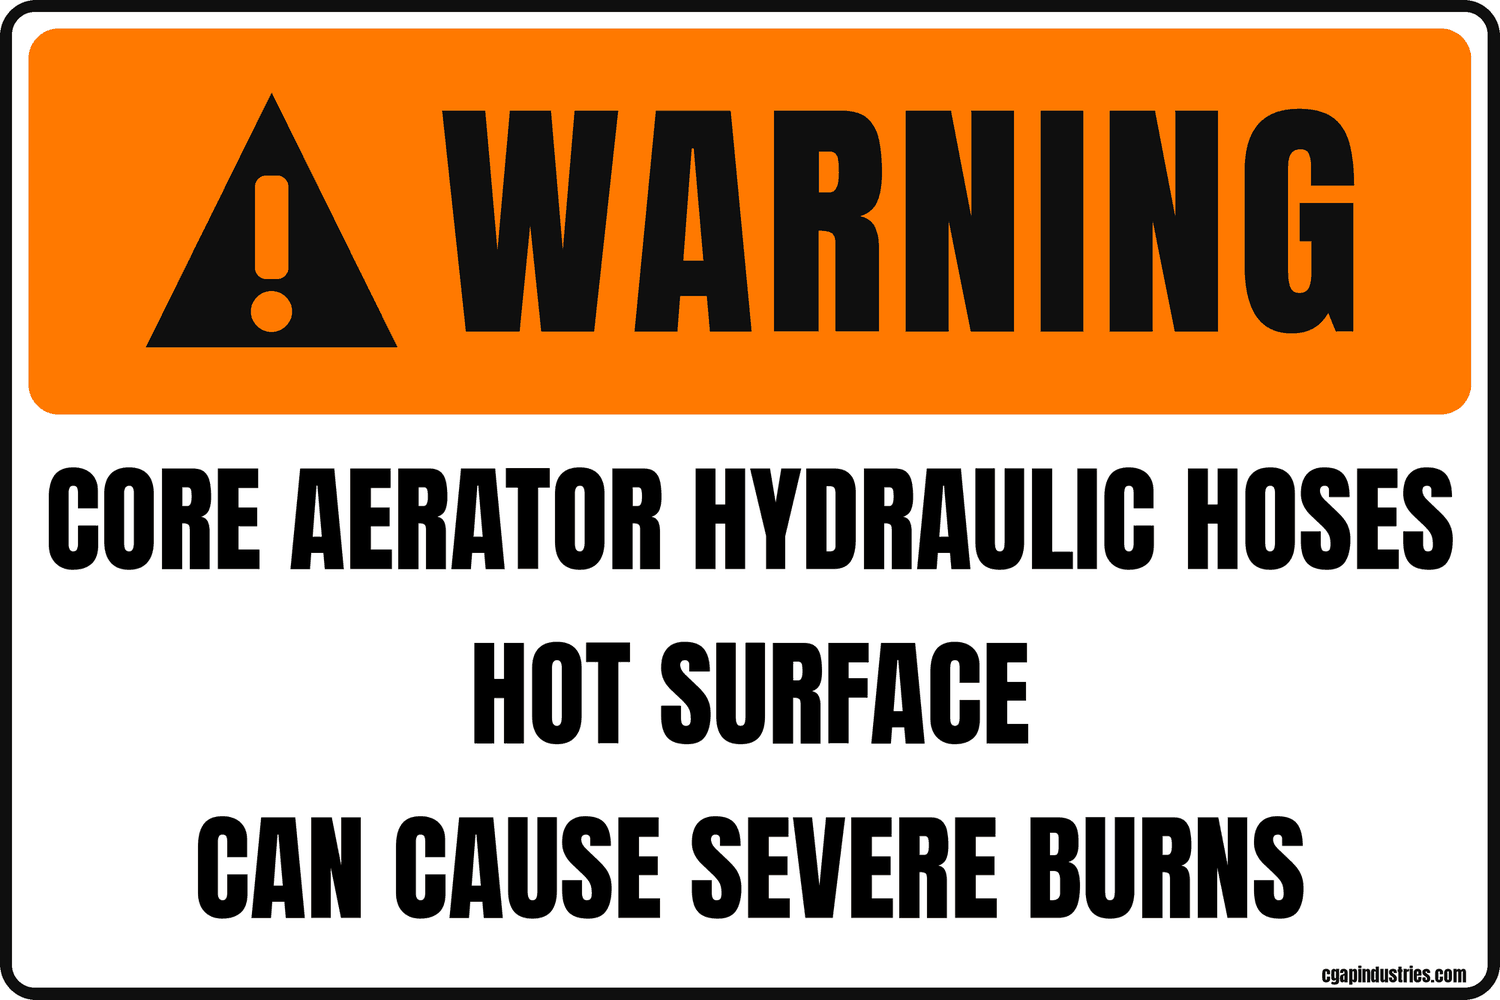 WARNING
CORE AERATOR HYDRAULIC HOSES
HOT SURFACE
CAN CAUSE SEVERE BURNS
cgapindustries.com